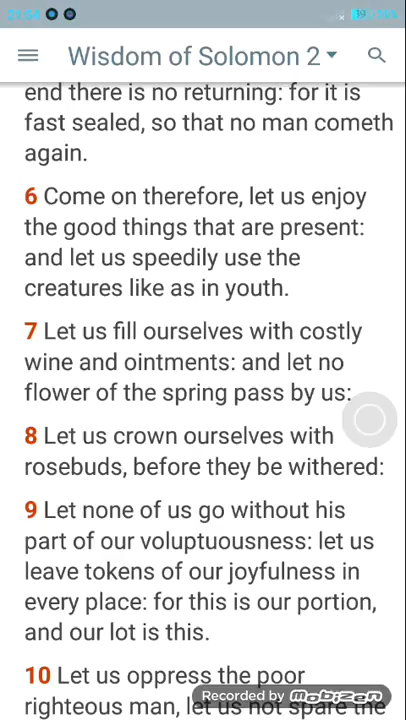 Wisdom of Solomon 2
end there is no returning: for it is
fast sealed, so that no man cometh
again.
6 Come on therefore, let us enjoy
the good things that are present:
and let us speedily use the
creatures like as in youth.
7 Let us fill ourselves with costly
wine and ointments: and let no
flower of the spring pass by us:
8 Let us crown ourselves with
rosebuds, before they be withered:
9 Let none of us go without his
part of our voluptuousness: let us
leave tokens of our joyfulness in
every place: for this is our portion,
and our lot is this.
10 Let us oppress the poor
righteous man, let us not spare the
Recorded by Mobizen